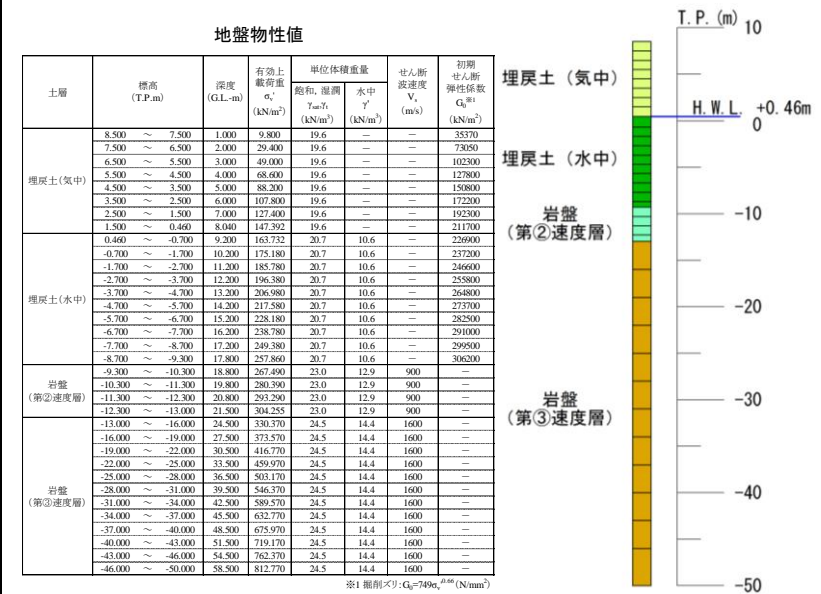 地盤物性値
土層 標高 (T.P.m) 深度 (G.L.-m) 有効上載荷重 σv' (kN/m²) 単位体積重量 飽和, 湿潤 γsat,γt (kN/m³) 水中 γ' (kN/m³) せん断波速度 Vs (m/s) 初期せん断弾性係数 G0※1 (kN/m²)
埋戻土(気中)
8.500 ～ 7.500 1.000 9.800 19.6 － － 35370
7.500 ～ 6.500 2.000 29.400 19.6 － － 73050
6.500 ～ 5.500 3.000 49.000 19.6 － － 102300
5.500 ～ 4.500 4.000 68.600 19.6 － － 127800
4.500 ～ 3.500 5.000 88.200 19.6 － － 150800
3.500 ～ 2.500 6.000 107.800 19.6 － － 172200
2.500 ～ 1.500 7.000 127.400 19.6 － － 192300
1.500 ～ 0.460 8.040 147.392 19.6 － － 211700
埋戻土(水中)
0.460 ～ -0.700 9.200 163.732 20.7 10.6 － 226900
-0.700 ～ -1.700 10.200 175.180 20.7 10.6 － 237200
-1.700 ～ -2.700 11.200 185.780 20.7 10.6 － 246600
-2.700 ～ -3.700 12.200 196.380 20.7 10.6 － 255800
-3.700 ～ -4.700 13.200 206.980 20.7 10.6 － 264800
-4.700 ～ -5.700 14.200 217.580 20.7 10.6 － 273700
-5.700 ～ -6.700 15.200 228.180 20.7 10.6 － 282500
-6.700 ～ -7.700 16.200 238.780 20.7 10.6 － 291000
-7.700 ～ -8.700 17.200 249.380 20.7 10.6 － 299500
-8.700 ～ -9.300 17.800 257.860 20.7 10.6 － 306200
岩盤
(第②速度層)
-9.300 ～ -10.300 18.800 267.490 23.0 12.9 900 －
-10.300 ～ -11.300 19.800 280.390 23.0 12.9 900 －
-11.300 ～ -12.300 20.800 293.290 23.0 12.9 900 －
-12.300 ～ -13.000 21.500 304.255 23.0 12.9 900 －
岩盤
(第③速度層)
-13.000 ～ -16.000 24.500 330.370 24.5 14.4 1600 －
-16.000 ～ -19.000 27.500 373.570 24.5 14.4 1600 －
-19.000 ～ -22.000 30.500 416.770 24.5 14.4 1600 －
-22.000 ～ -25.000 33.500 459.970 24.5 14.4 1600 －
-25.000 ～ -28.000 36.500 503.170 24.5 14.4 1600 －
-28.000 ～ -31.000 39.500 546.370 24.5 14.4 1600 －
-31.000 ～ -34.000 42.500 589.570 24.5 14.4 1600 －
-34.000 ～ -37.000 45.500 632.770 24.5 14.4 1600 －
-37.000 ～ -40.000 48.500 675.970 24.5 14.4 1600 －
-40.000 ～ -43.000 51.500 719.170 24.5 14.4 1600 －
-43.000 ～ -46.000 54.500 762.370 24.5 14.4 1600 －
-46.000 ～ -50.000 58.500 812.770 24.5 14.4 1600 －
※1 掘削ズリ:G0=749σv'^0.66(N/mm²)
T.P.(m)
10
埋戻土（気中）
H.W.L. +0.46m
0
埋戻土（水中）
-10
岩盤
（第②速度層）
-20
-30
岩盤
（第③速度層）
-40
-50